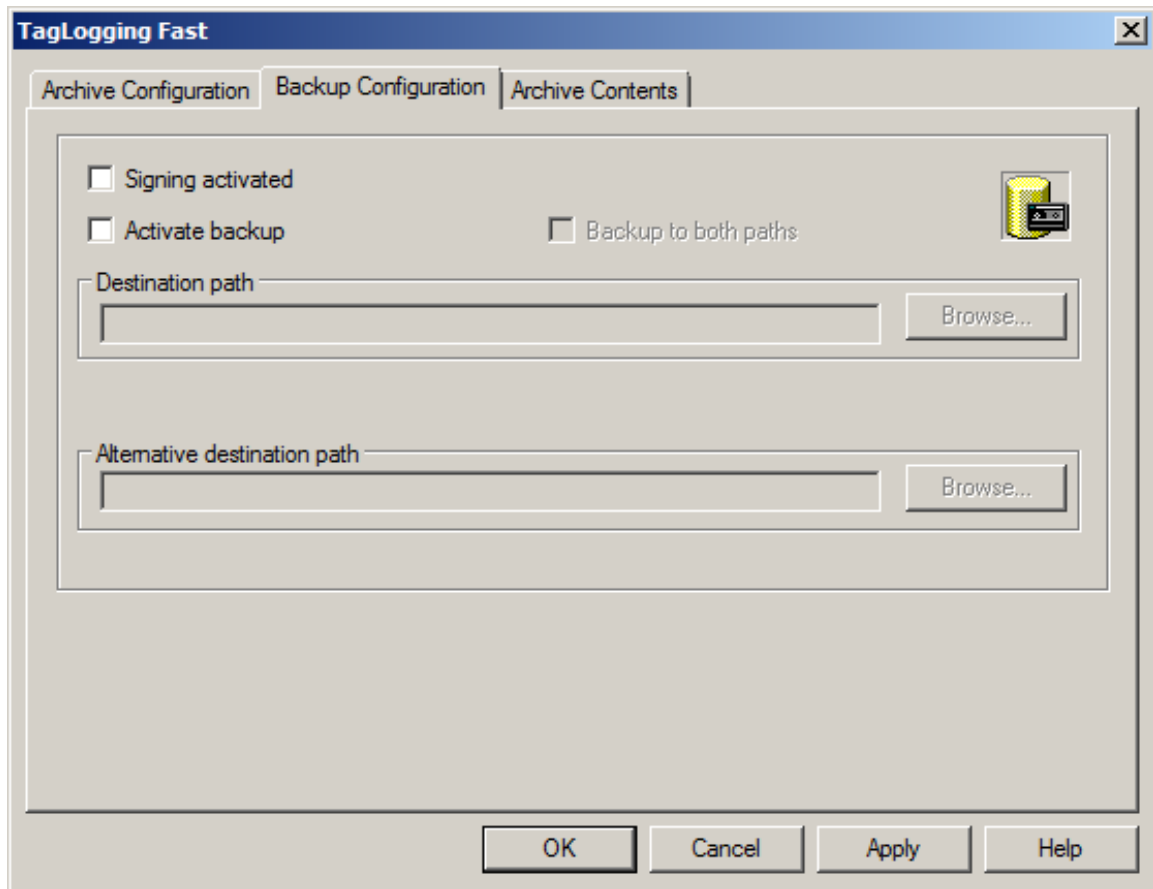 TagLogging Fast
Archive Configuration Backup Configuration Archive Contents
Signing activated
Activate backup Backup to both paths
Destination path
Browse...
Alternative destination path
Browse...
OK Cancel Apply Help